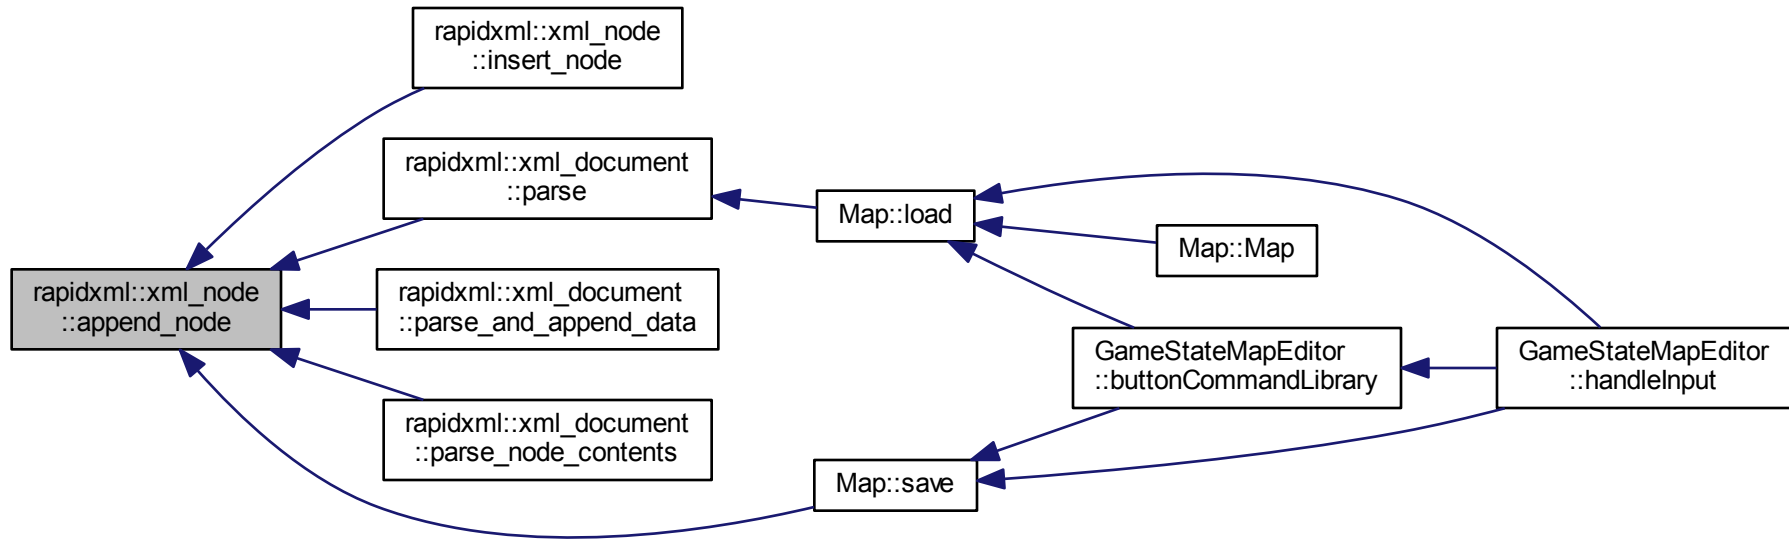 rapidxml::xml_node
::insert_node
rapidxml::xml_document
::parse
Map::load
Map::Map
rapidxml::xml_node
::append_node
rapidxml::xml_document
::parse_and_append_data
GameStateMapEditor
::buttonCommandLibrary
GameStateMapEditor
::handleInput
rapidxml::xml_document
::parse_node_contents
Map::save